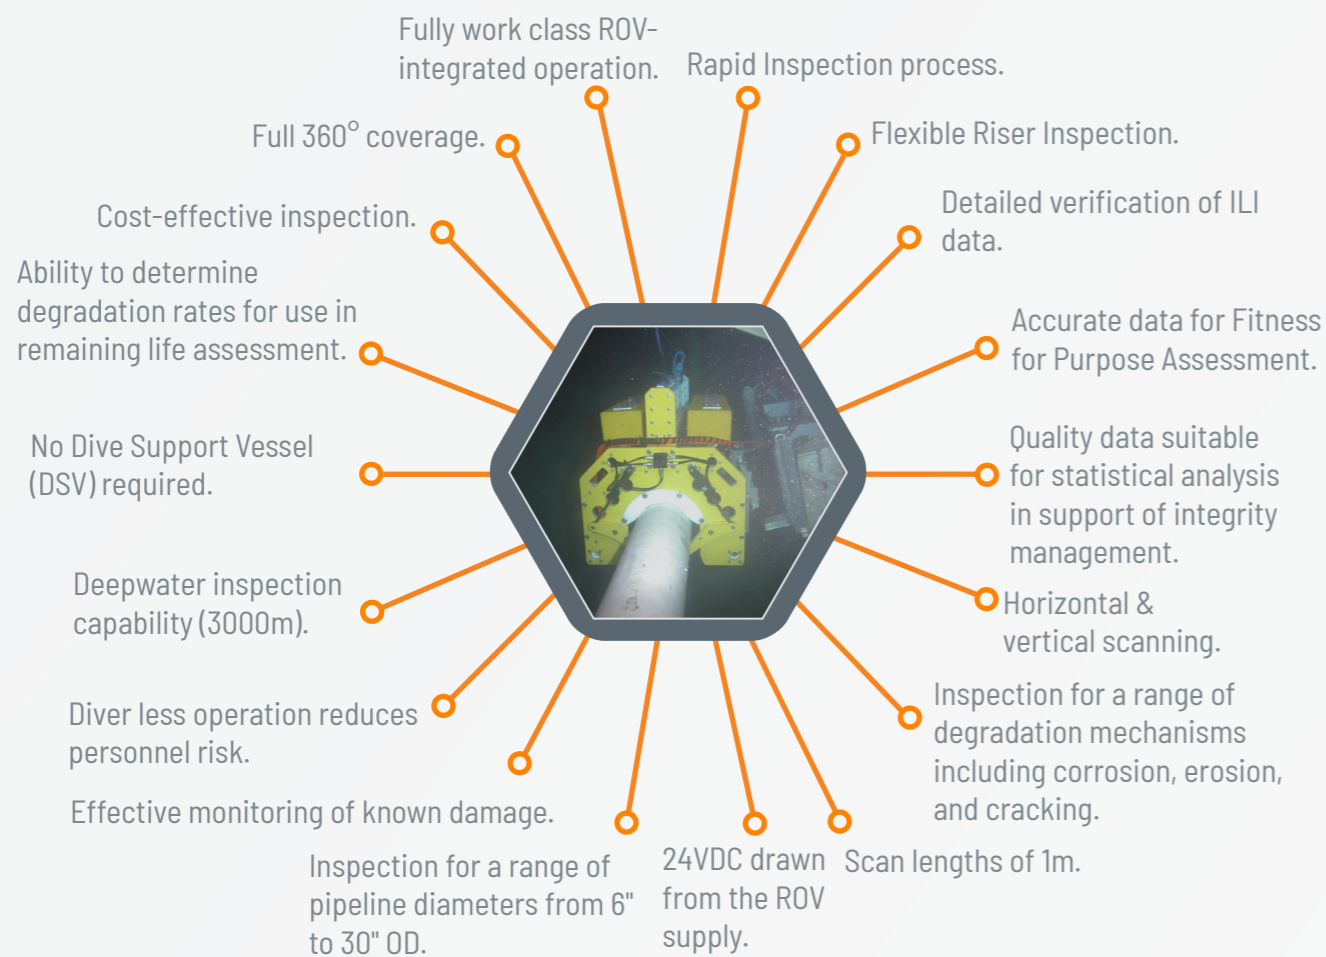 Fully work class ROV-
integrated operation.
Rapid Inspection process.
Full 360° coverage.
Flexible Riser Inspection.
Cost-effective inspection.
Detailed verification of ILI
data.
Ability to determine
degradation rates for use in
remaining life assessment.
Accurate data for Fitness
for Purpose Assessment.
No Dive Support Vessel
(DSV) required.
Quality data suitable
for statistical analysis
in support of integrity
management.
Deepwater inspection
capability (3000m).
Horizontal &
vertical scanning.
Diver less operation reduces
personnel risk.
Inspection for a range of
degradation mechanisms
including corrosion, erosion,
and cracking.
Effective monitoring of known damage.
Inspection for a range of
pipeline diameters from 6"
to 30" OD.
24VDC drawn
from the ROV
supply.
Scan lengths of 1m.